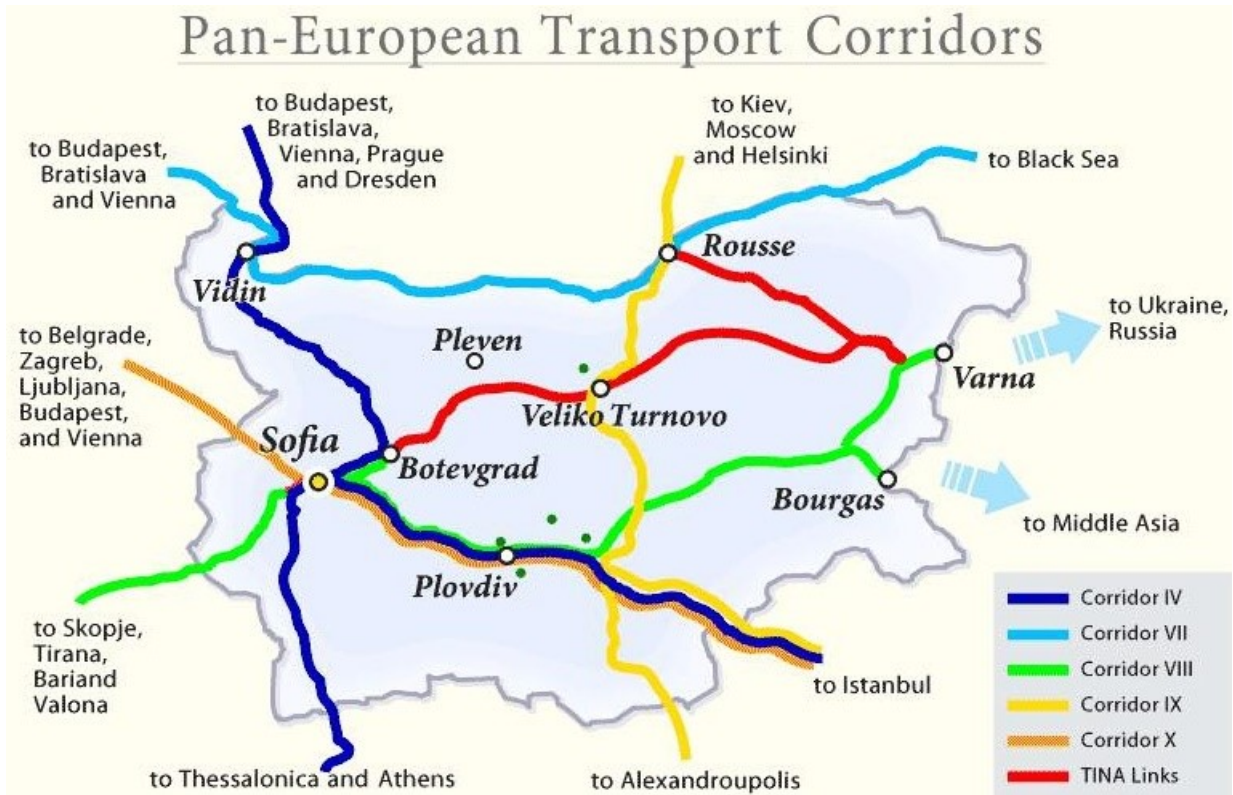 Pan-European Transport Corridors
to Budapest,
Bratislava,
Vienna, Prague
and Dresden
to Kiev,
Moscow
and Helsinki
to Budapest,
Bratislava
and Vienna
to Black Sea
Rousse
Vidin
to Ukraine,
Russia
to Belgrade,
Zagreb,
Ljubljana,
Budapest,
and Vienna
Pleven
Varna
Veliko Turnovo
Sofia
Botevgrad
Bourgas
to Middle Asia
Plovdiv
to Skopje,
Tirana,
Bariand
Valona
to Istanbul
to Thessalonica and Athens
to Alexandroupolis
Corridor IV
Corridor VII
Corridor VIII
Corridor IX
Corridor X
TINA Links